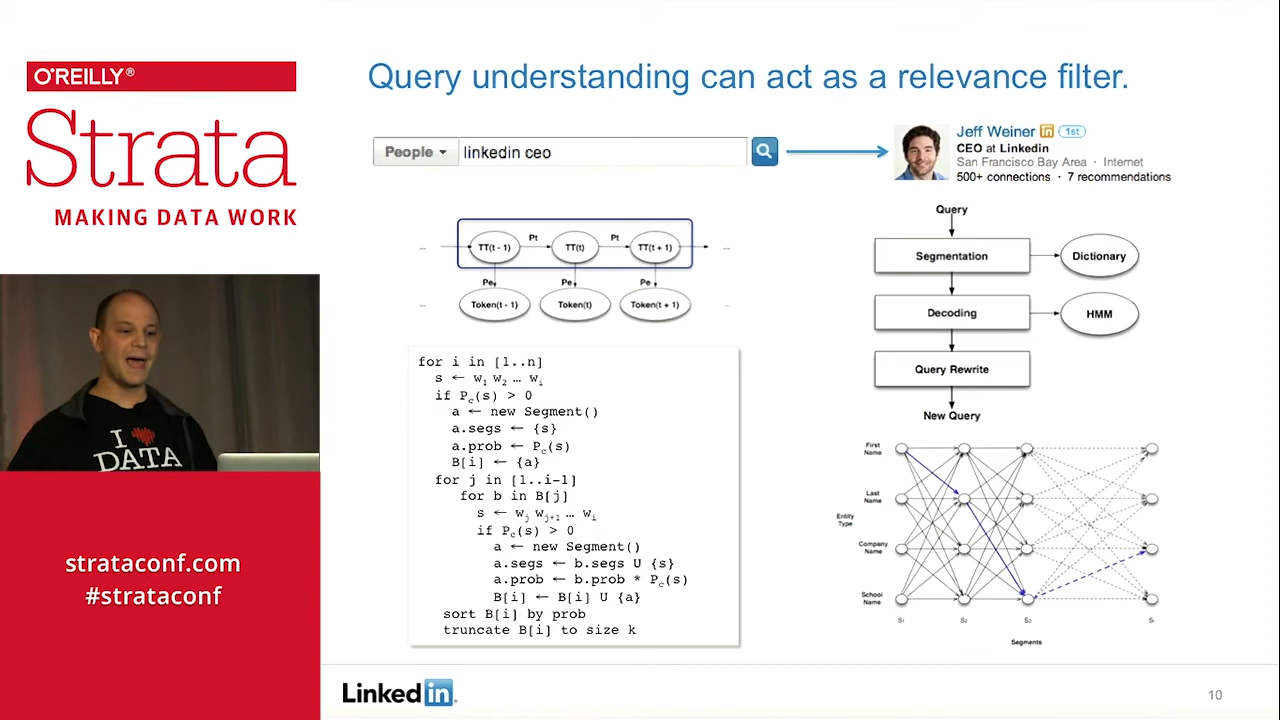 O'REILLY®
Strata
MAKING DATA WORK
I
DATA
strataconf.com
#strataconf
Query understanding can act as a relevance filter.
People
linkedin ceo
Jeff Weiner in 1st
CEO at Linkedin
San Francisco Bay Area · Internet
500+ connections · 7 recommendations
... Pt Pt ...
TT(t - 1) TT(t) TT(t + 1)
Pe Pe Pe
... Token(t - 1) Token(t) Token(t + 1) ...
for i in [1..n]
s ← w1 w2 … wi
if Pc(s) > 0
a ← new Segment()
a.segs ← {s}
a.prob ← Pc(s)
B[i] ← {a}
for j in [1..i-1]
for b in B[j]
s ← wj wj+1 … wi
if Pc(s) > 0
a ← new Segment()
a.segs ← b.segs U {s}
a.prob ← b.prob * Pc(s)
B[i] ← B[i] U {a}
sort B[i] by prob
truncate B[i] to size k
Query
Segmentation Dictionary
Decoding HMM
Query Rewrite
New Query
First
Name
Last
Name
Entity
Type
Company
Name
School
Name
S1 S2 S3
Segments
Linked in.
10